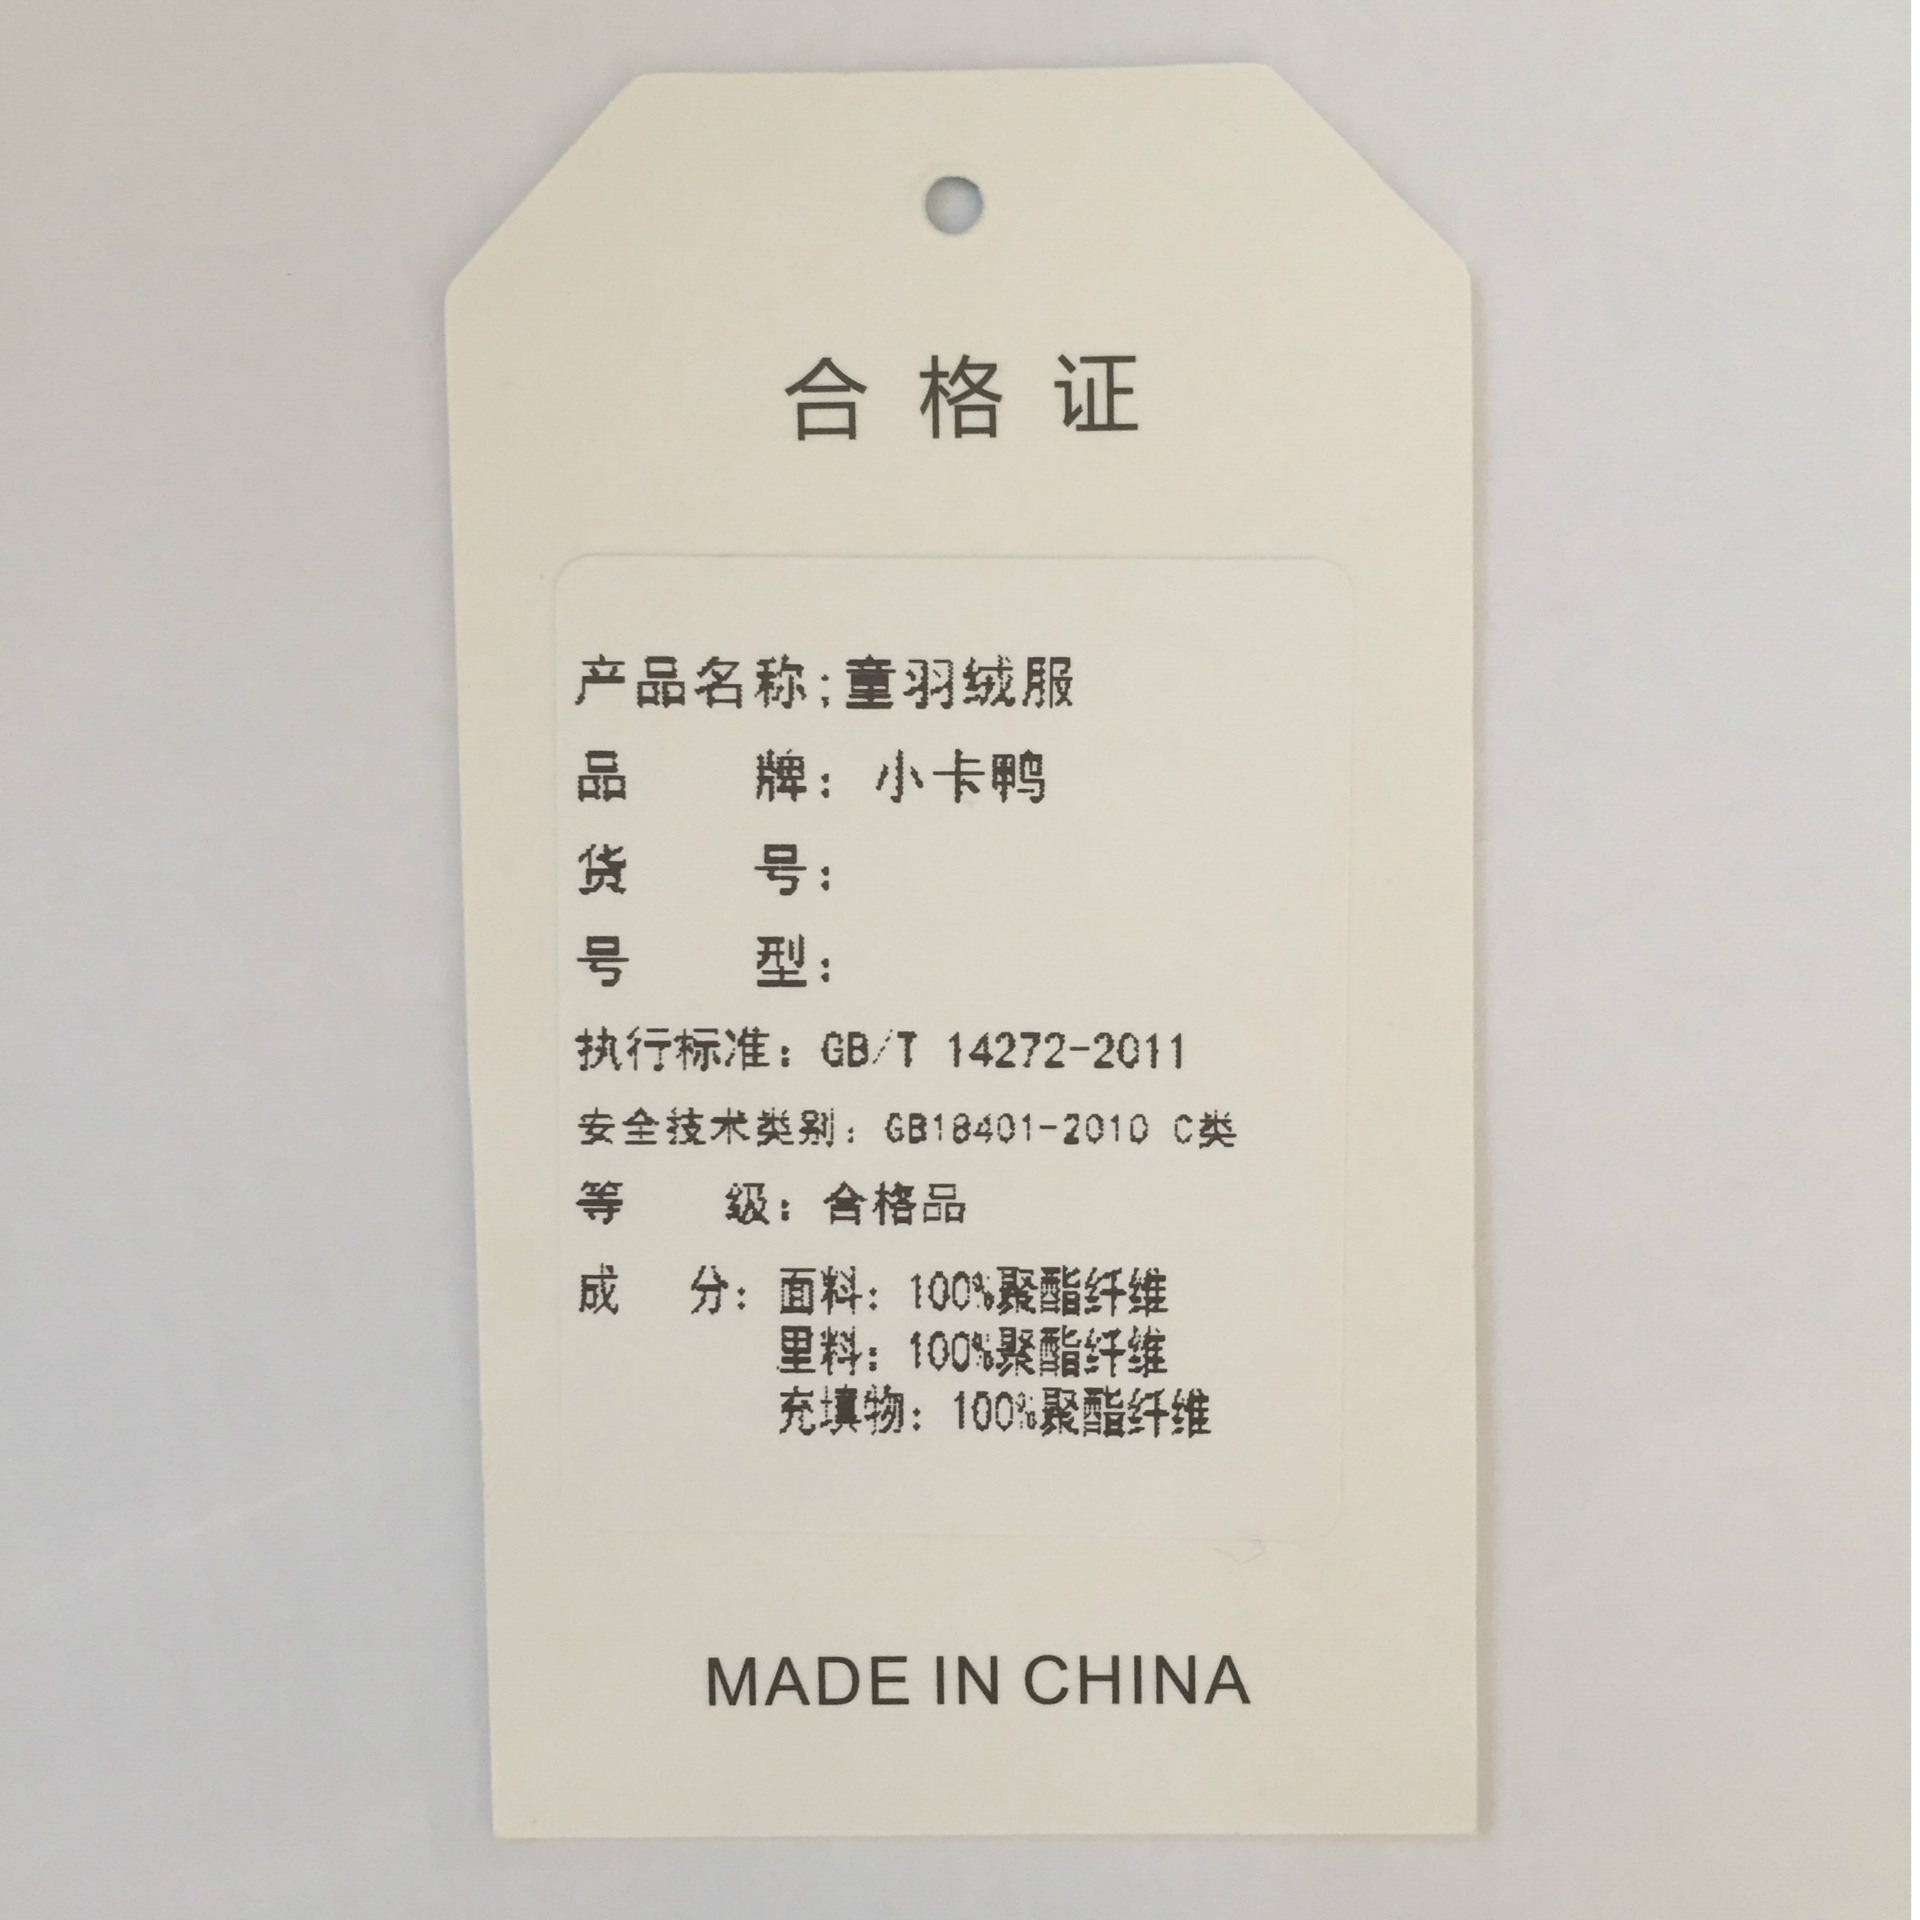 合格证
产品名称;童羽绒服
品 牌: 小卡鸭
货 号:
号 型:
执行标准: GB/T 14272-2011
安全技术类别: GB18401-2010 C类
等 级: 合格品
成 分: 面料: 100%聚酯纤维
里料: 100%聚酯纤维
充填物: 100%聚酯纤维
MADE IN CHINA